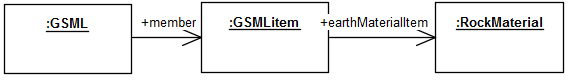 :GSML
+member
:GSMLitem
+earthMaterialItem
:RockMaterial